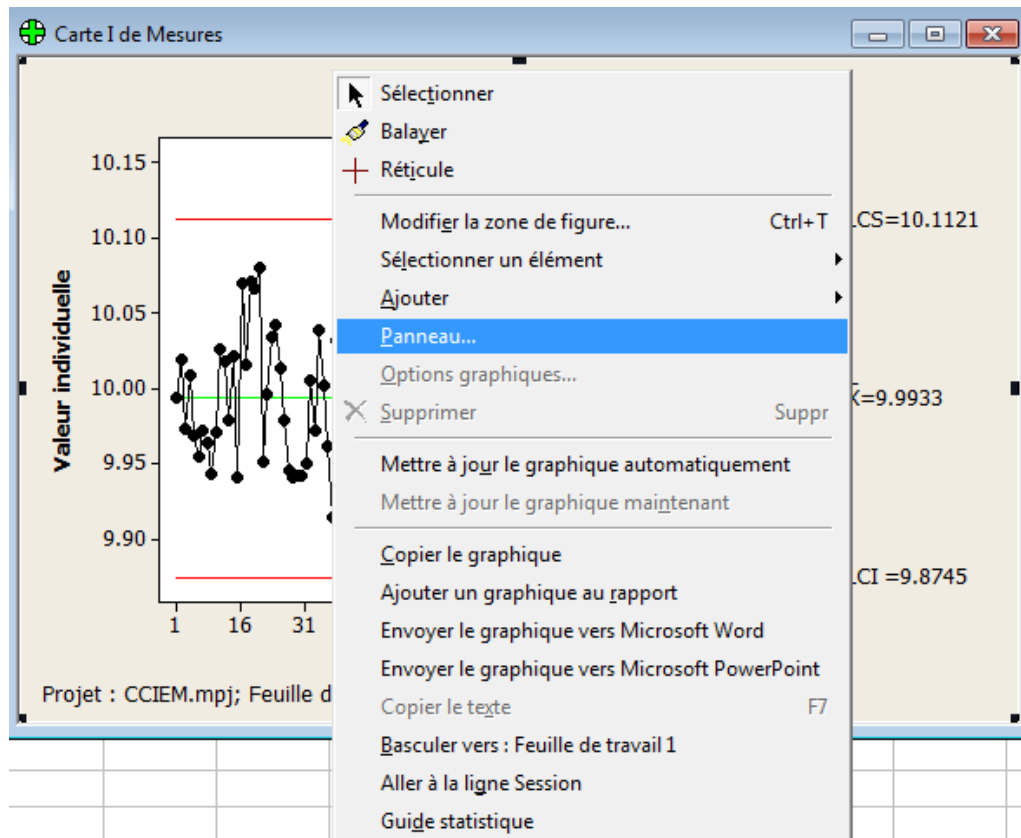 Carte I de Mesures
Sélectionner
Balayer
Réticule
Modifier la zone de figure... Ctrl+T
Sélectionner un élément
Ajouter
Panneau...
Options graphiques...
Supprimer Suppr
Mettre à jour le graphique automatiquement
Mettre à jour le graphique maintenant
Copier le graphique
Ajouter un graphique au rapport
Envoyer le graphique vers Microsoft Word
Envoyer le graphique vers Microsoft PowerPoint
Copier le texte F7
Basculer vers : Feuille de travail 1
Aller à la ligne Session
Guide statistique
Valeur individuelle
10.15
10.10
10.05
10.00
9.95
9.90
1 16 31
LCS=10.1121
X=9.9933
LCI =9.8745
Projet : CCIEM.mpj; Feuille d